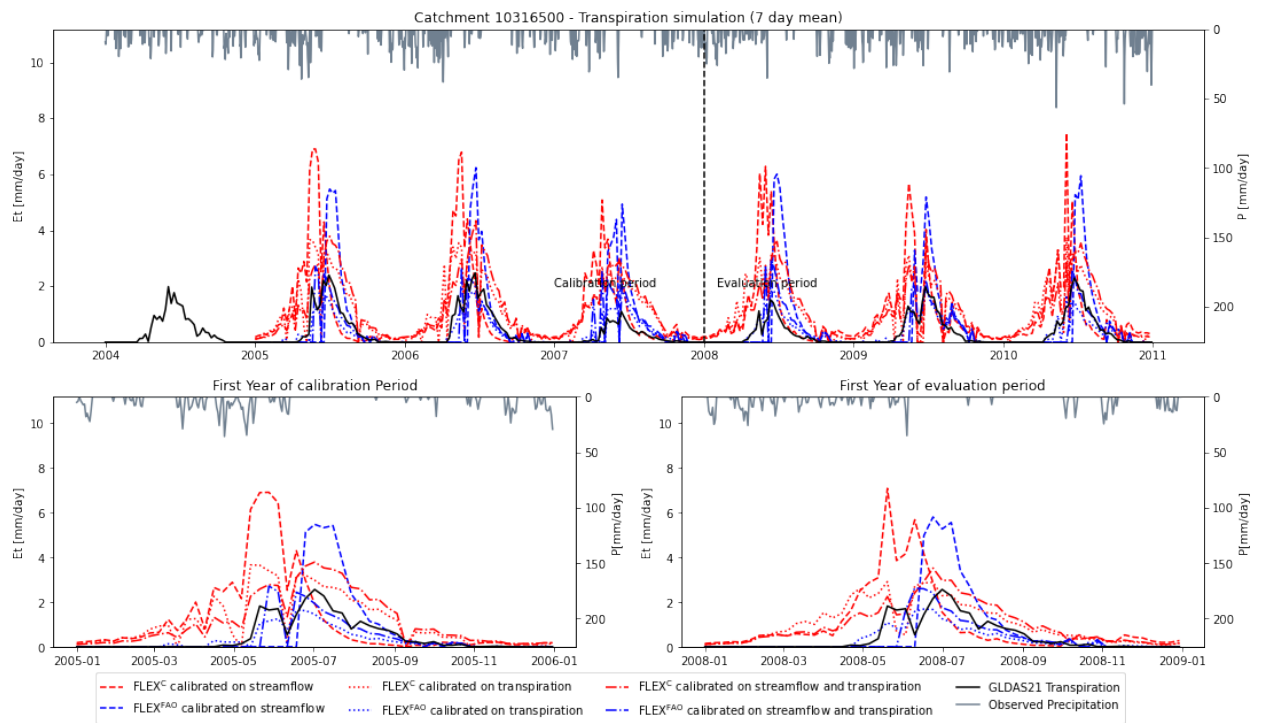 Catchment 10316500 - Transpiration simulation (7 day mean)
10
8
6
4
2
0
Et [mm/day]
0
50
100
150
200
P [mm/day]
Calibration period
Evaluation period
2004
2005
2006
2007
2008
2009
2010
2011
First Year of calibration Period
10
8
6
4
2
0
Et [mm/day]
0
50
100
150
200
P[mm/day]
2005-01
2005-03
2005-05
2005-07
2005-09
2005-11
2006-01
First Year of evaluation period
10
8
6
4
2
0
Et [mm/day]
0
50
100
150
200
P[mm/day]
2008-01
2008-03
2008-05
2008-07
2008-09
2008-11
2009-01
FLEX^C calibrated on streamflow
FLEX^FAO calibrated on streamflow
FLEX^C calibrated on transpiration
FLEX^FAO calibrated on transpiration
FLEX^C calibrated on streamflow and transpiration
FLEX^FAO calibrated on streamflow and transpiration
GLDAS21 Transpiration
Observed Precipitation